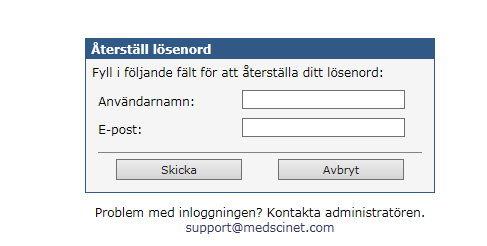 Återställ lösenord
Fyll i följande fält för att återställa ditt lösenord:
Användarnamn:
E-post:
Skicka Avbryt
Problem med inloggningen? Kontakta administratören.
support@medscinet.com